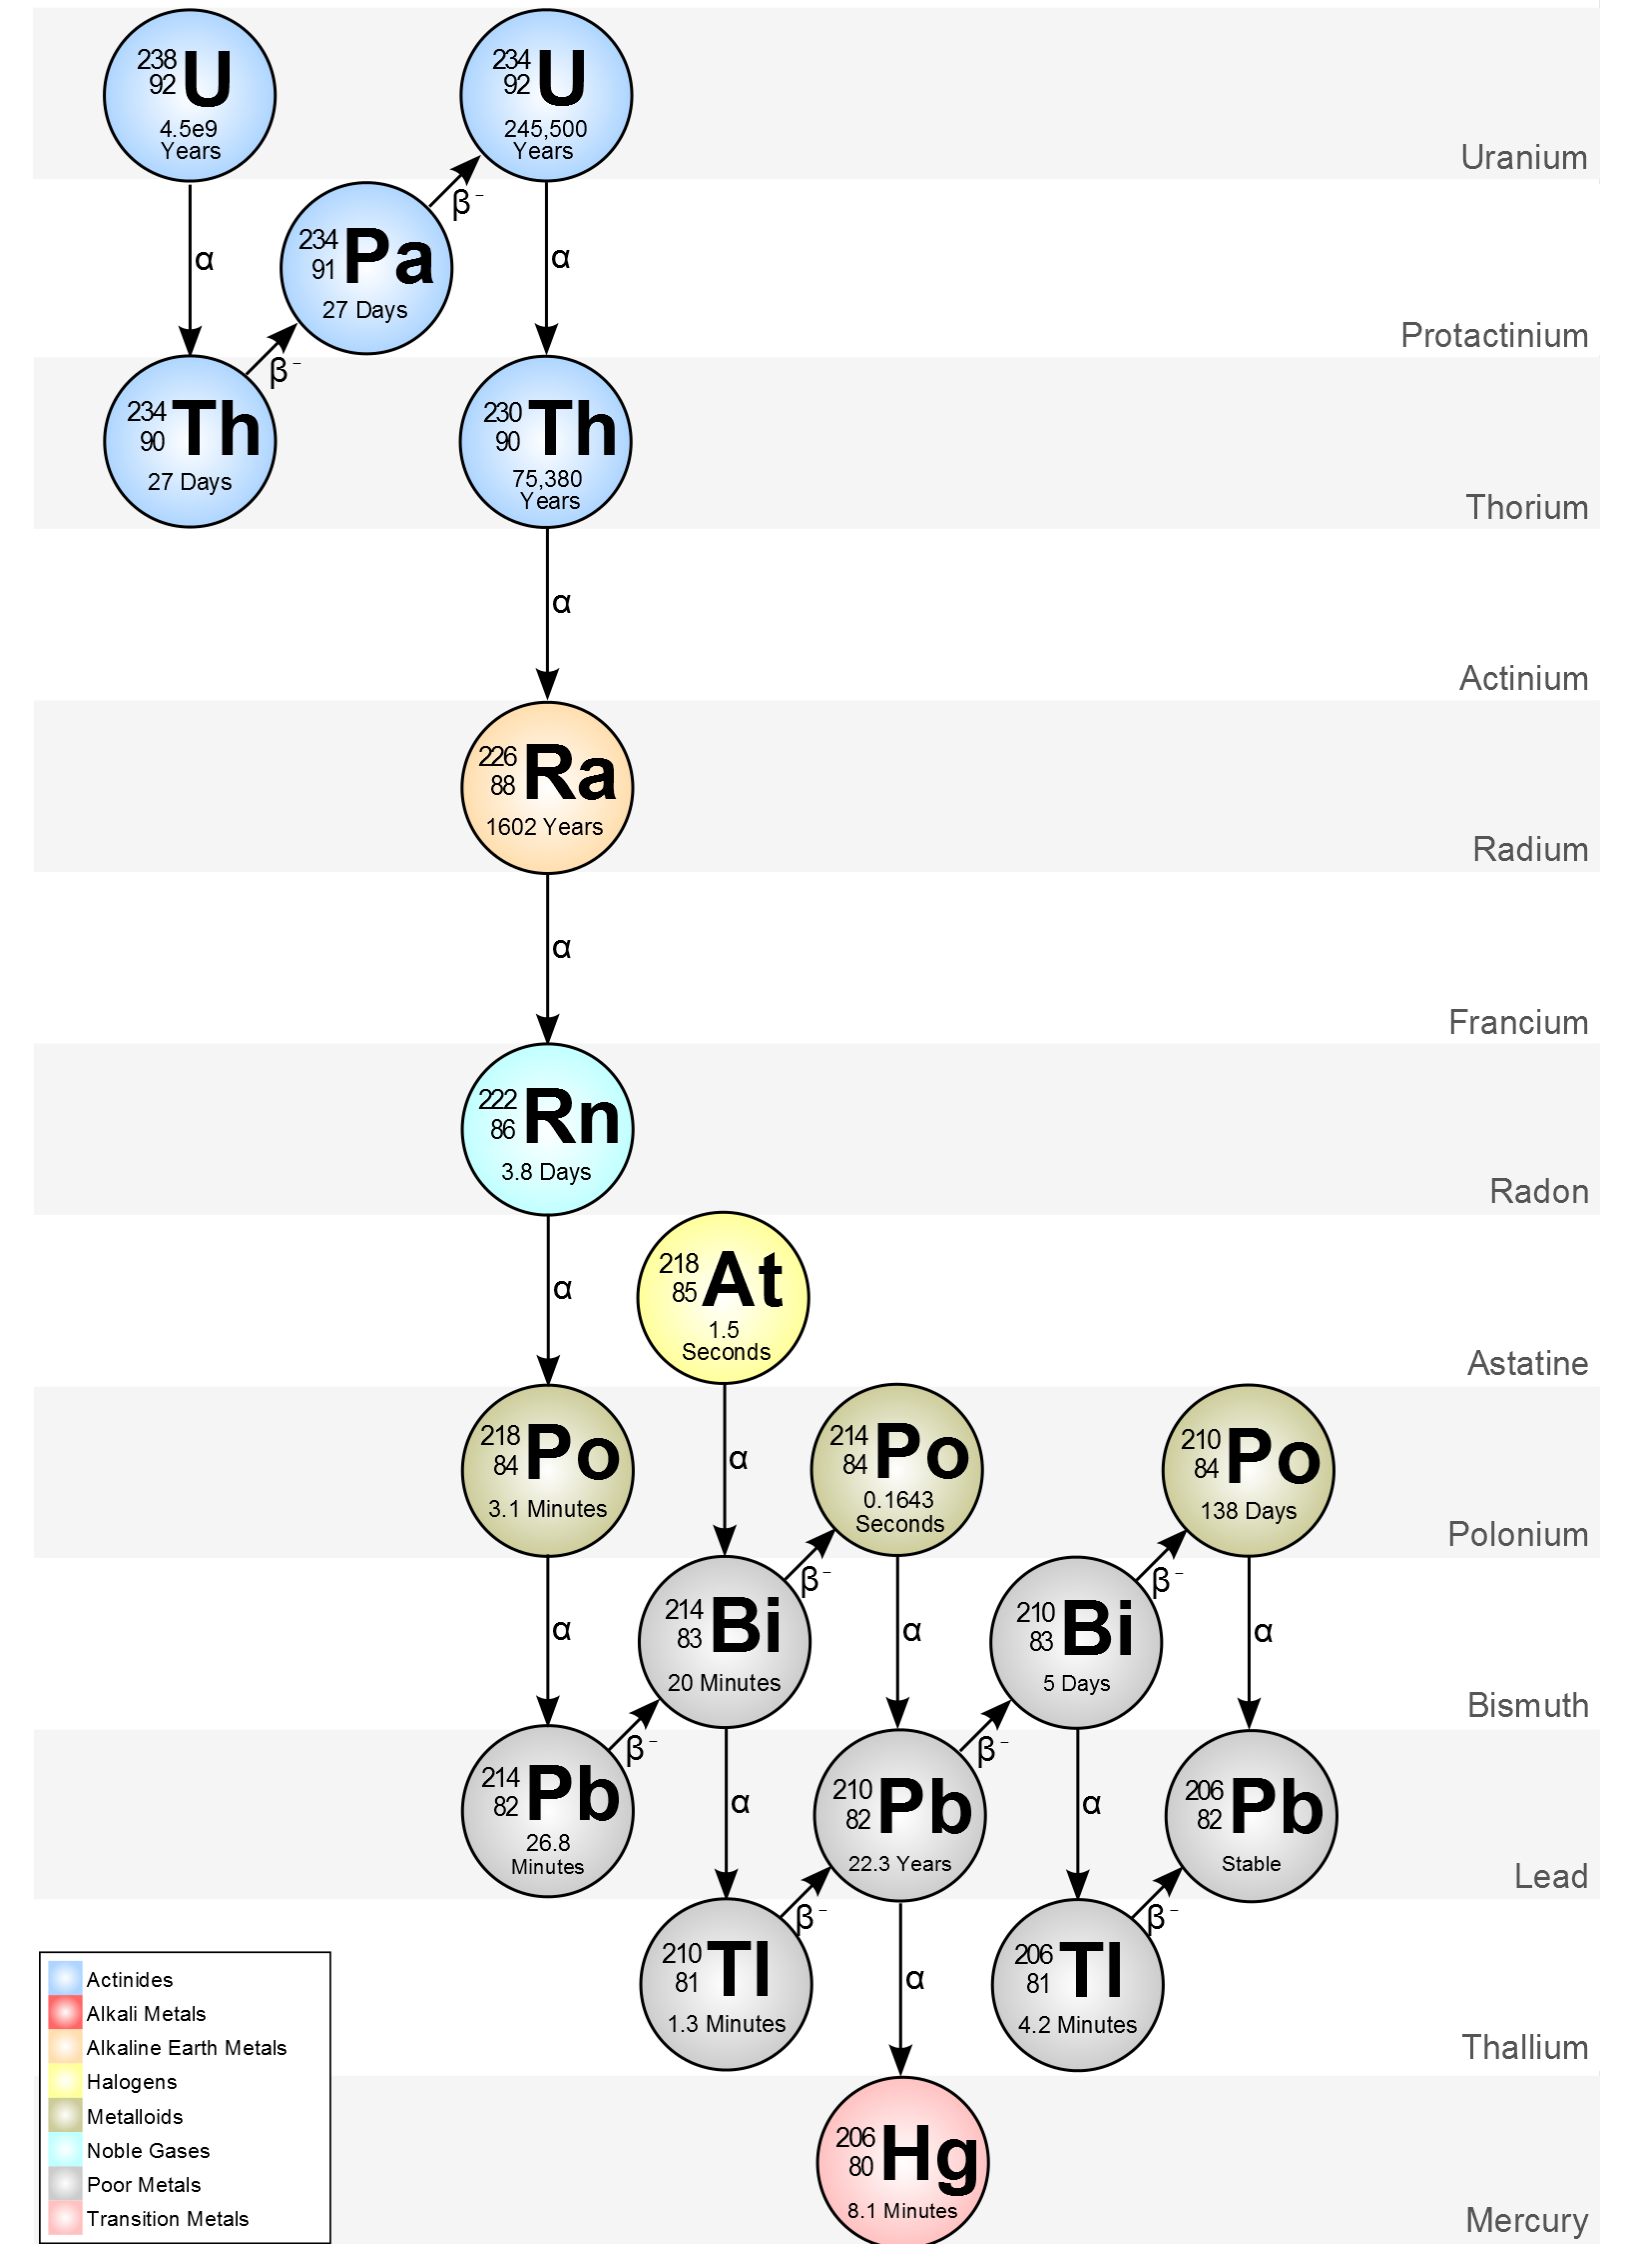 238
92 U
4.5e9
Years
234
92 U
245,500
Years
Uranium
α
β⁻
α
234
91 Pa
27 Days
Protactinium
β⁻
234
90 Th
27 Days
230
90 Th
75,380
Years
Thorium
α
Actinium
226
88 Ra
1602 Years
Radium
α
Francium
222
86 Rn
3.8 Days
Radon
α
218
85 At
1.5
Seconds
Astatine
218
84 Po
3.1 Minutes
α
214
84 Po
0.1643
Seconds
210
84 Po
138 Days
Polonium
α
β⁻
α
β⁻
α
214
83 Bi
20 Minutes
210
83 Bi
5 Days
Bismuth
β⁻
β⁻
214
82 Pb
26.8
Minutes
α
210
82 Pb
22.3 Years
α
206
82 Pb
Stable
Lead
β⁻
β⁻
210
81 Tl
1.3 Minutes
α
206
81 Tl
4.2 Minutes
Thallium
206
80 Hg
8.1 Minutes
Mercury
Actinides
Alkali Metals
Alkaline Earth Metals
Halogens
Metalloids
Noble Gases
Poor Metals
Transition Metals